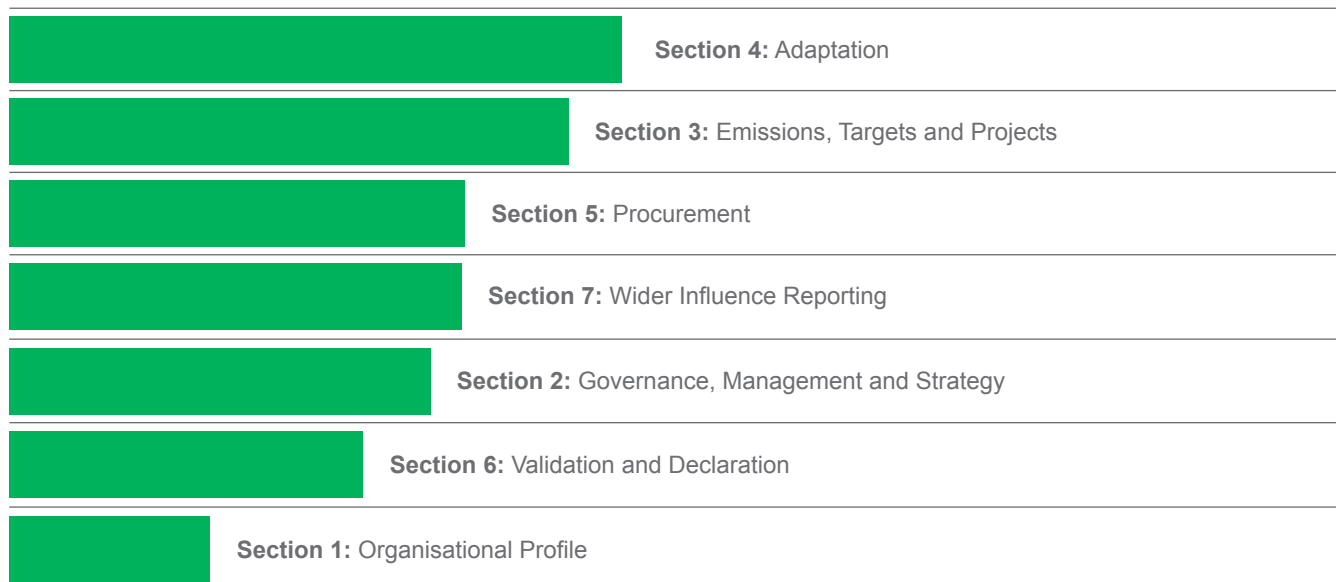 Section 4: Adaptation
Section 3: Emissions, Targets and Projects
Section 5: Procurement
Section 7: Wider Influence Reporting
Section 2: Governance, Management and Strategy
Section 6: Validation and Declaration
Section 1: Organisational Profile